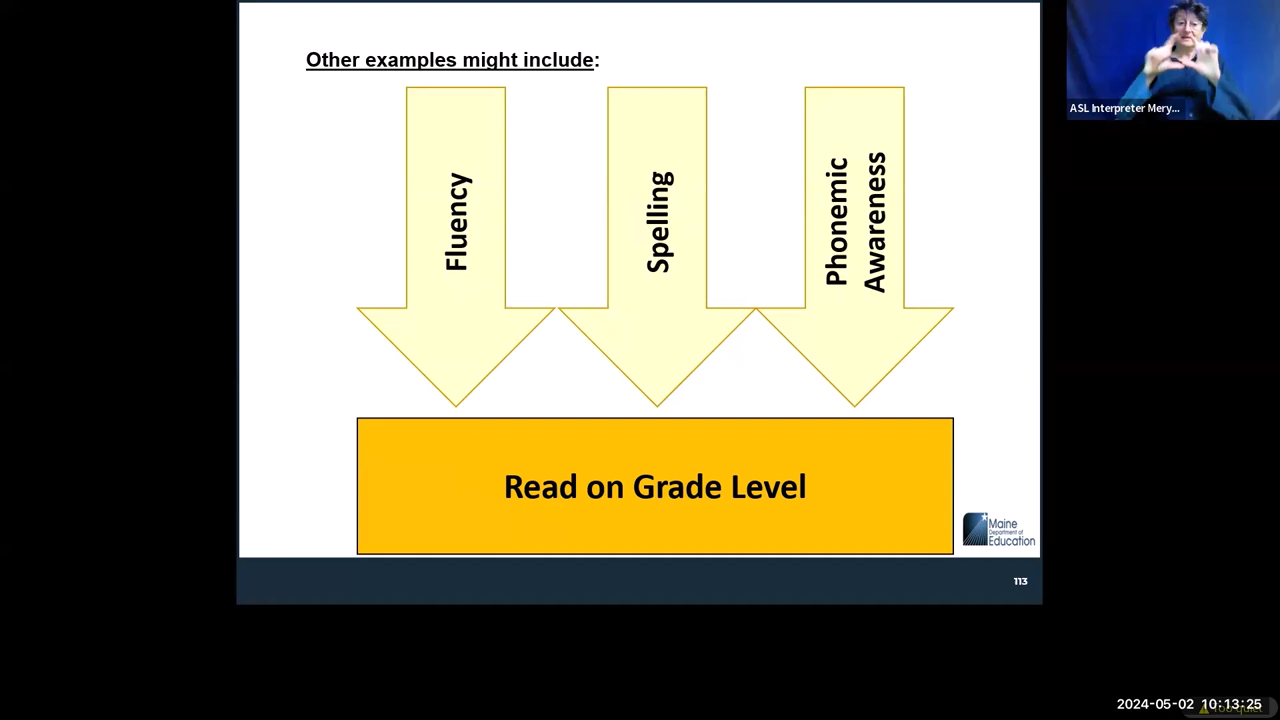 Other examples might include:
Fluency
Spelling
Phonemic
Awareness
Read on Grade Level
Maine
Department of
Education
113
ASL Interpreter Mery...
2024-05-02 10:13:25